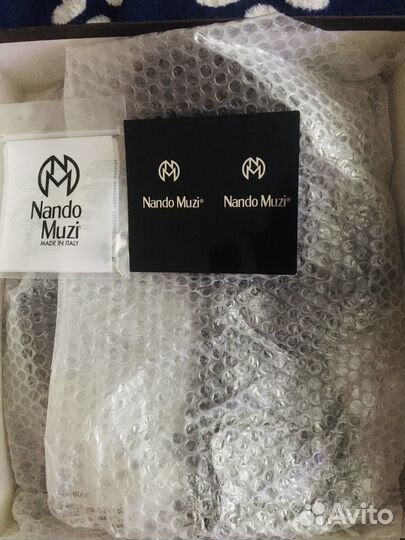 Nando
Muzi
MADE IN ITALY
Nando Muzi®
Nando Muzi®
Avito